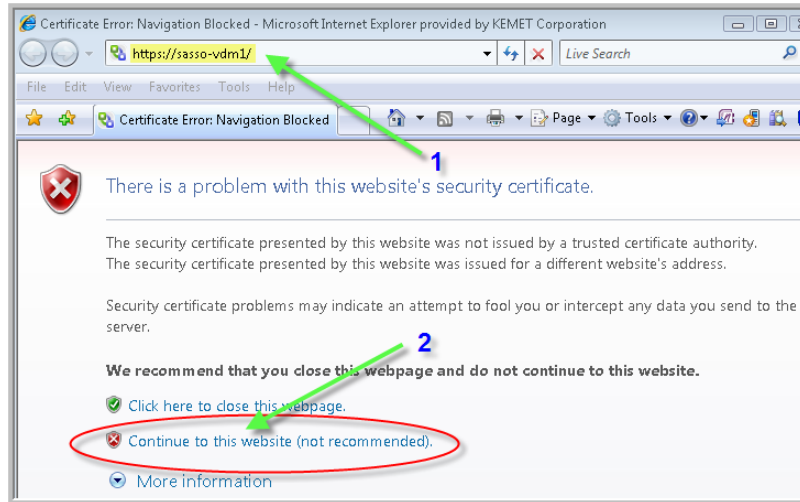 Certificate Error: Navigation Blocked - Microsoft Internet Explorer provided by KEMET Corporation
https://sasso-vdm1/
Live Search
File Edit View Favorites Tools Help
Certificate Error: Navigation Blocked
Page Tools
1
There is a problem with this website's security certificate.
The security certificate presented by this website was not issued by a trusted certificate authority.
The security certificate presented by this website was issued for a different website's address.
Security certificate problems may indicate an attempt to fool you or intercept any data you send to the
server.
2
We recommend that you close this webpage and do not continue to this website.
Click here to close this webpage.
Continue to this website (not recommended).
More information